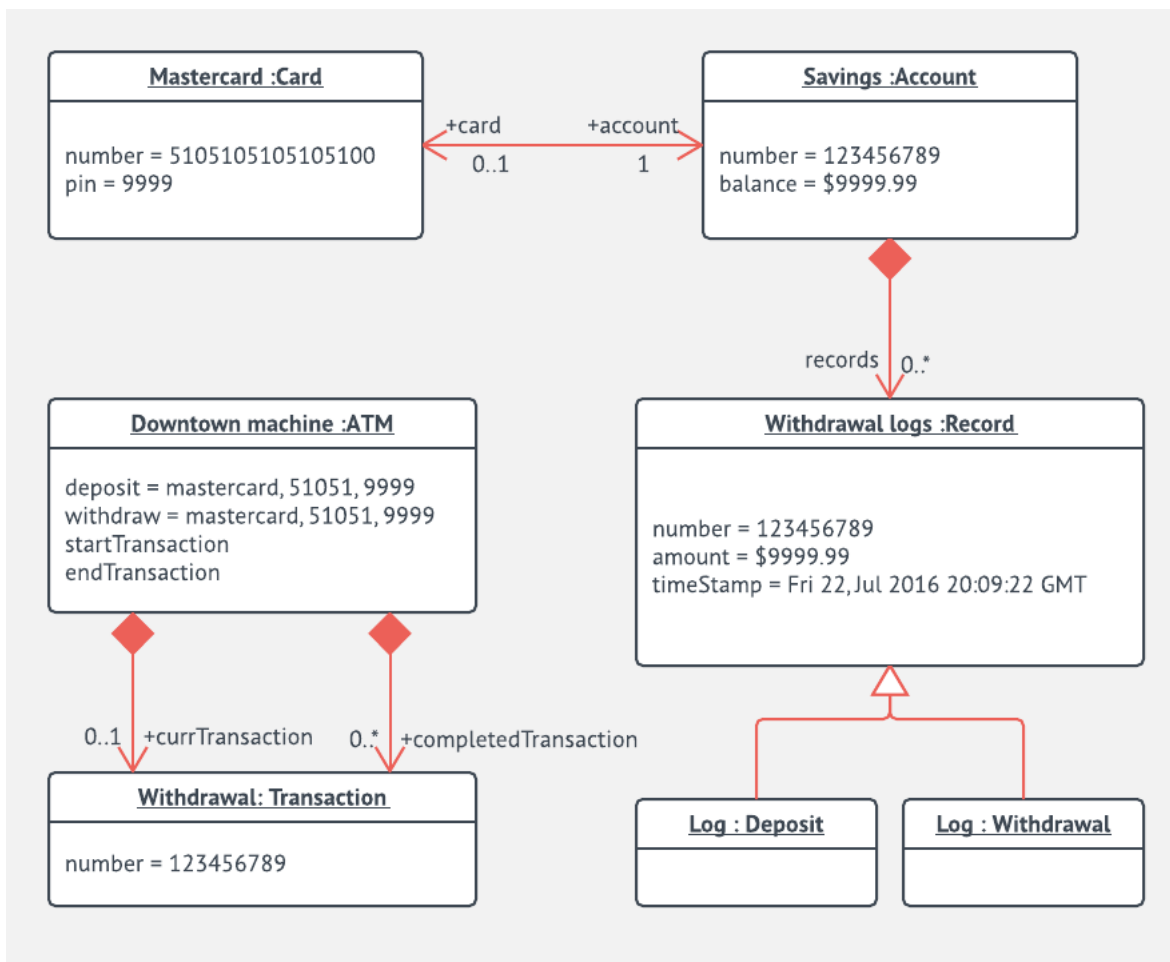 Mastercard :Card
number = 5105105105105100
pin = 9999
+card
0..1
+account
1
Savings :Account
number = 123456789
balance = $9999.99
records
0..*
Downtown machine :ATM
deposit = mastercard, 51051, 9999
withdraw = mastercard, 51051, 9999
startTransaction
endTransaction
Withdrawal logs :Record
number = 123456789
amount = $9999.99
timeStamp = Fri 22, Jul 2016 20:09:22 GMT
0..1
+currTransaction
0..*
+completedTransaction
Withdrawal: Transaction
number = 123456789
Log : Deposit
Log : Withdrawal